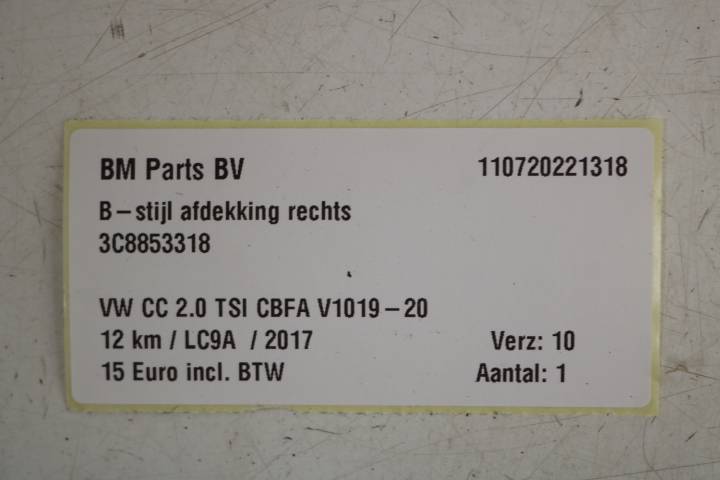 BM Parts BV 110720221318
B-stijl afdekking rechts
3C8853318
VW CC 2.0 TSI CBFA V1019-20
12 km / LC9A / 2017 Verz: 10
15 Euro incl. BTW Aantal: 1